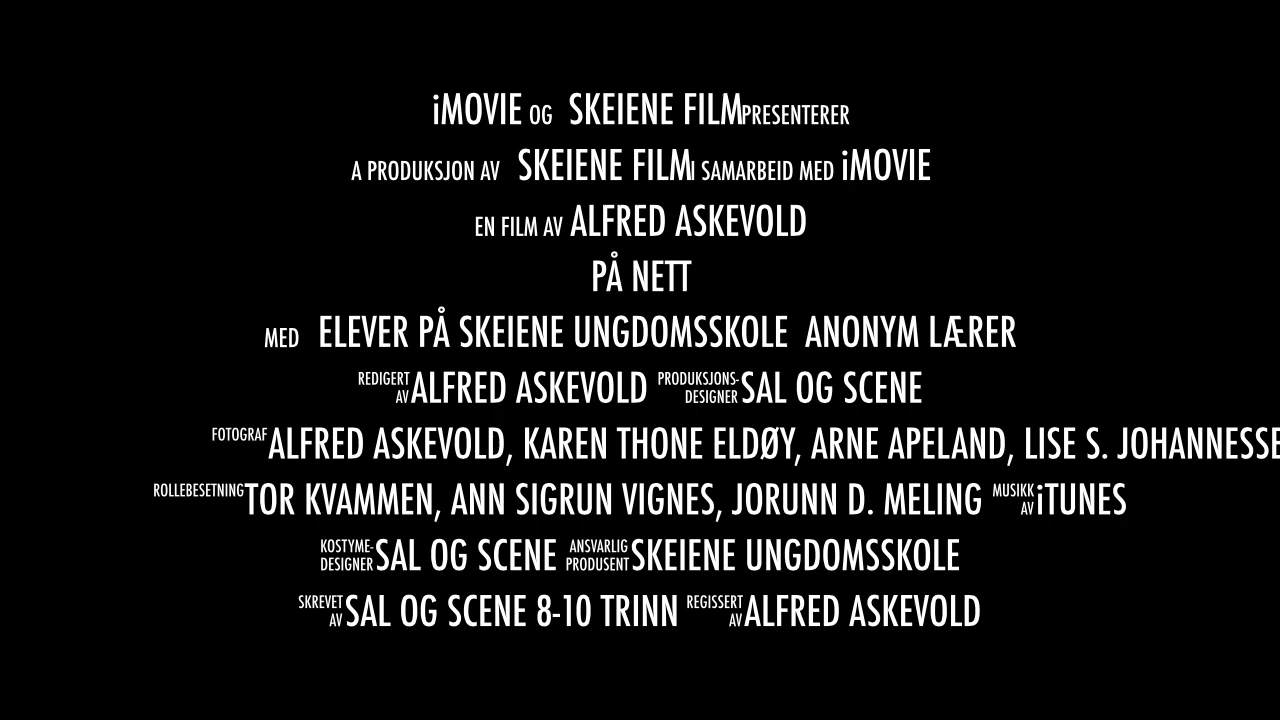 iMOVIE OG SKEIENE FILM PRESENTERER
A PRODUKSJON AV SKEIENE FILM I SAMARBEID MED iMOVIE
EN FILM AV ALFRED ASKEVOLD
PÅ NETT
MED ELEVER PÅ SKEIENE UNGDOMSSKOLE ANONYM LÆRER
REDIGERT AV ALFRED ASKEVOLD PRODUKSJONS-DESIGNER SAL OG SCENE
FOTOGRAF ALFRED ASKEVOLD, KAREN THONE ELDØY, ARNE APELAND, LISE S. JOHANNESSE
ROLLEBESETNING TOR KVAMMEN, ANN SIGRUN VIGNES, JORUNN D. MELING MUSIKK AV iTUNES
KOSTYME-DESIGNER SAL OG SCENE ANSVARLIG PRODUSENT SKEIENE UNGDOMSSKOLE
SKREVET AV SAL OG SCENE 8-10 TRINN REGISSERT AV ALFRED ASKEVOLD